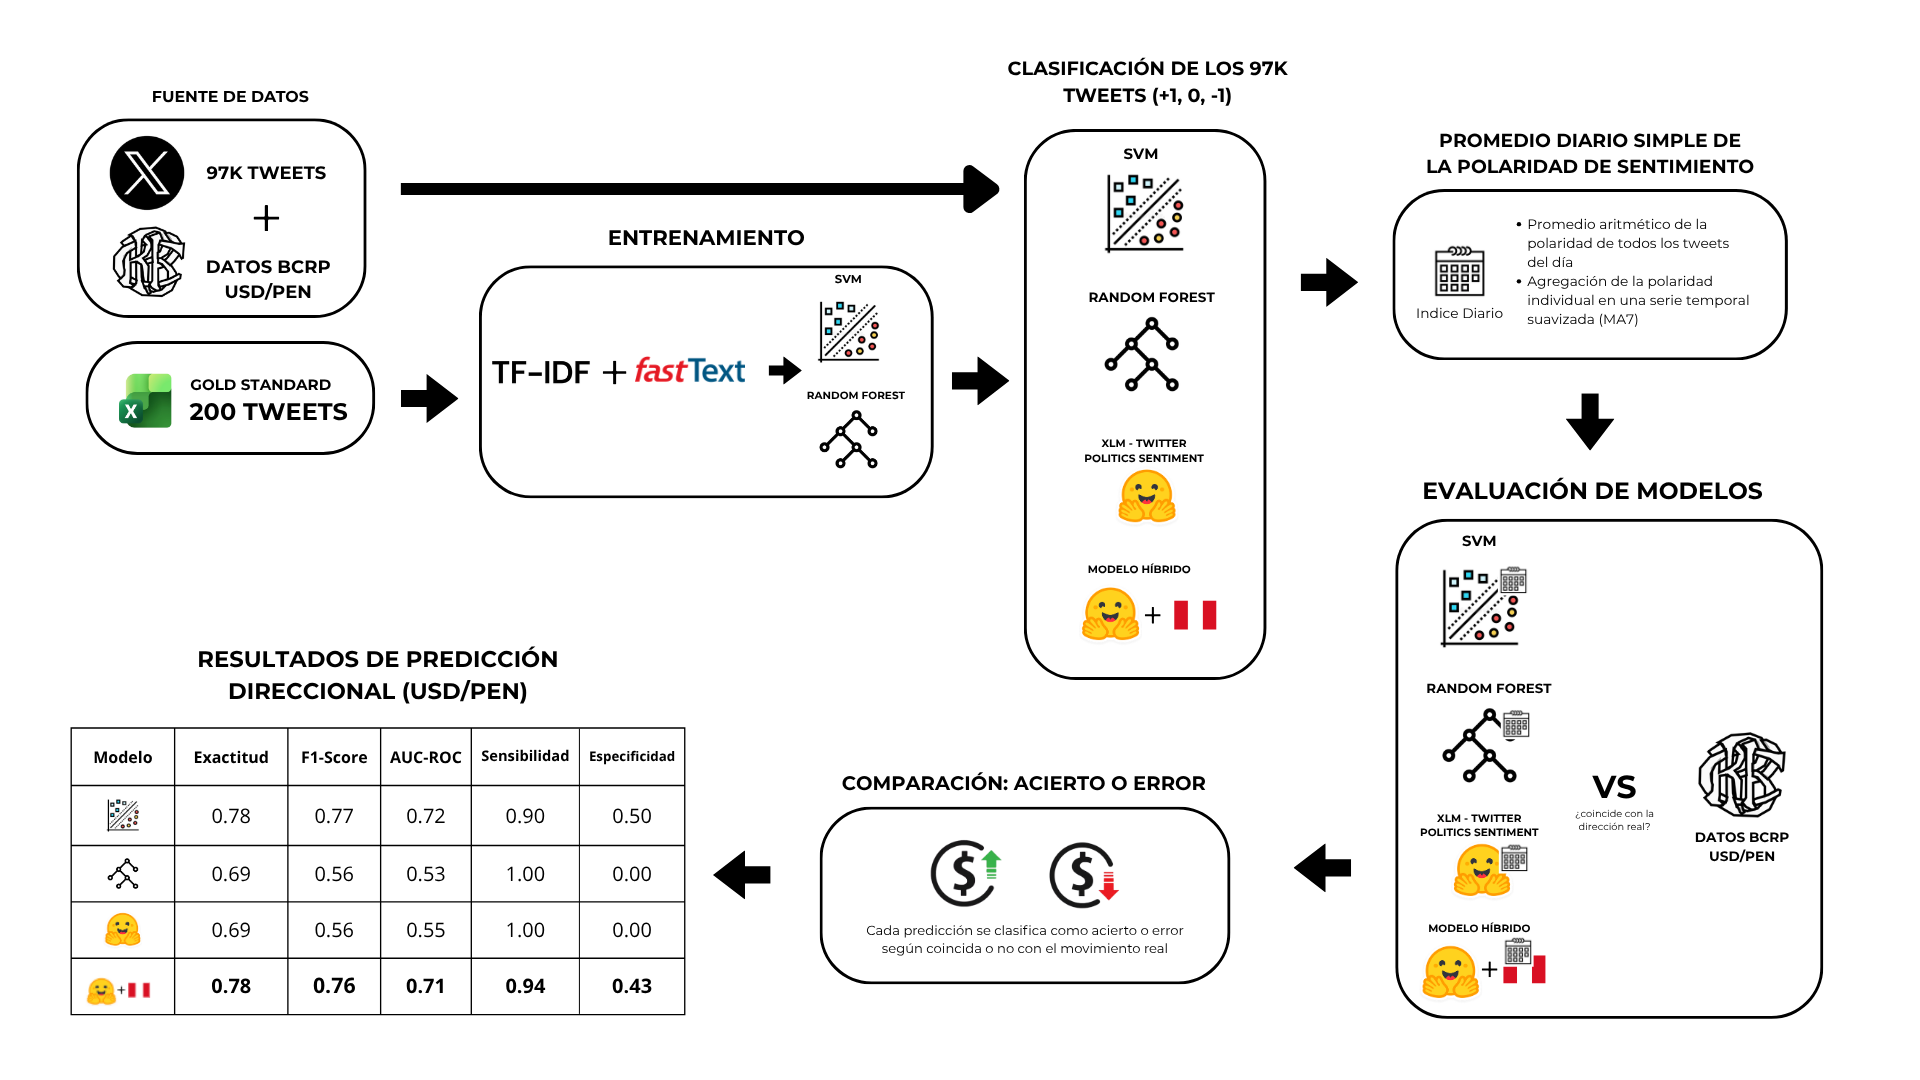 FUENTE DE DATOS
97K TWEETS
+
DATOS BCRP
USD/PEN
GOLD STANDARD
200 TWEETS
ENTRENAMIENTO
TF-IDF + fastText
SVM
RANDOM FOREST
CLASIFICACIÓN DE LOS 97K
TWEETS (+1, 0, -1)
SVM
RANDOM FOREST
XLM - TWITTER
POLITICS SENTIMENT
MODELO HÍBRIDO
+
PROMEDIO DIARIO SIMPLE DE
LA POLARIDAD DE SENTIMIENTO
Indice Diario
• Promedio aritmético de la
polaridad de todos los tweets
del día
• Agregación de la polaridad
individual en una serie temporal
suavizada (MA7)
EVALUACIÓN DE MODELOS
SVM
RANDOM FOREST
XLM - TWITTER
POLITICS SENTIMENT
MODELO HÍBRIDO
+
VS
¿coincide con la
dirección real?
DATOS BCRP
USD/PEN
COMPARACIÓN: ACIERTO O ERROR
$ $
Cada predicción se clasifica como acierto o error
según coincida o no con el movimiento real
RESULTADOS DE PREDICCIÓN
DIRECCIONAL (USD/PEN)
Modelo Exactitud F1-Score AUC-ROC Sensibilidad Especificidad
0.78 0.77 0.72 0.90 0.50
0.69 0.56 0.53 1.00 0.00
0.69 0.56 0.55 1.00 0.00
+ 0.78 0.76 0.71 0.94 0.43